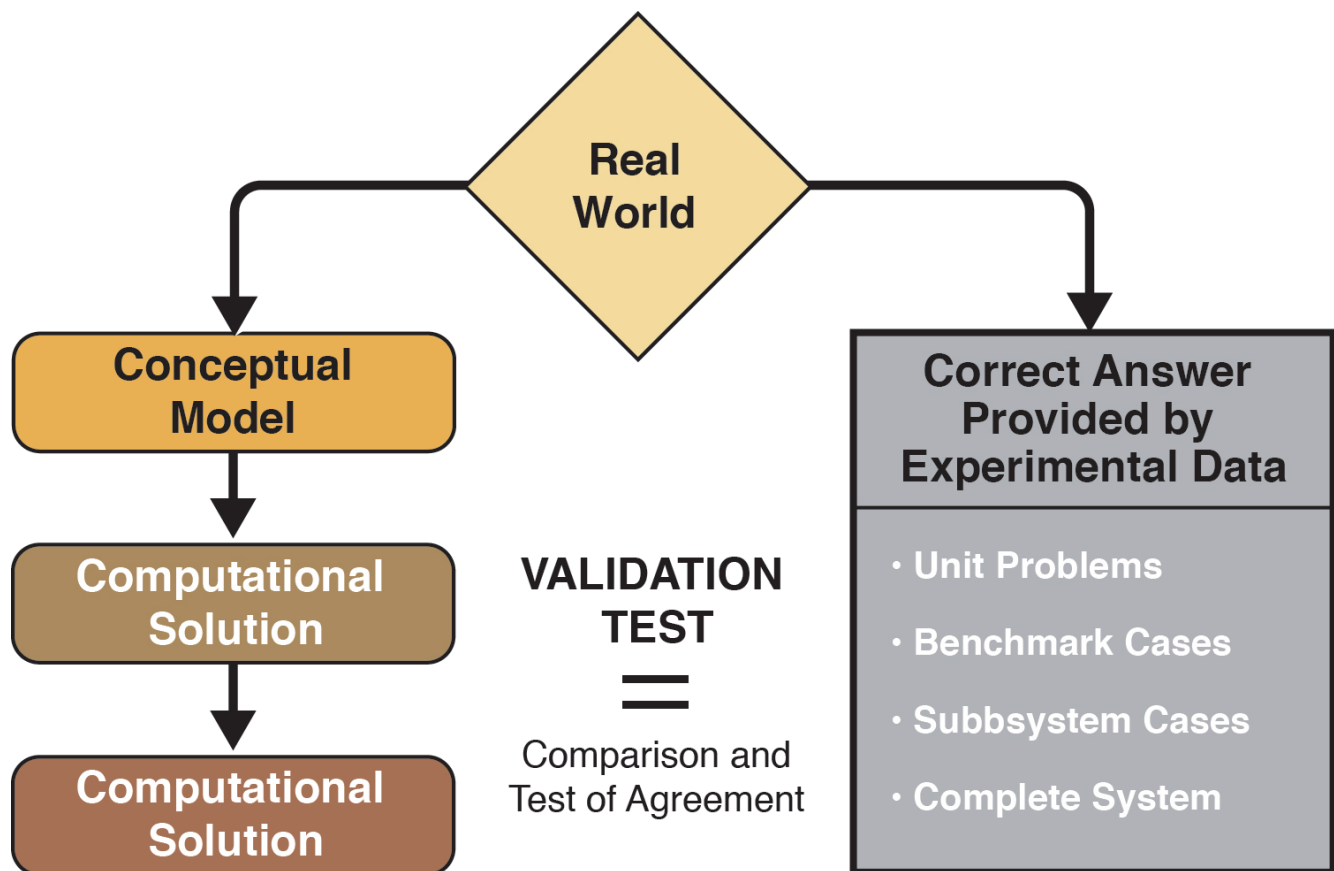 Real
World
Conceptual
Model
Computational
Solution
Computational
Solution
VALIDATION
TEST
=
Comparison and
Test of Agreement
Correct Answer
Provided by
Experimental Data
· Unit Problems
· Benchmark Cases
· Subbsystem Cases
· Complete System